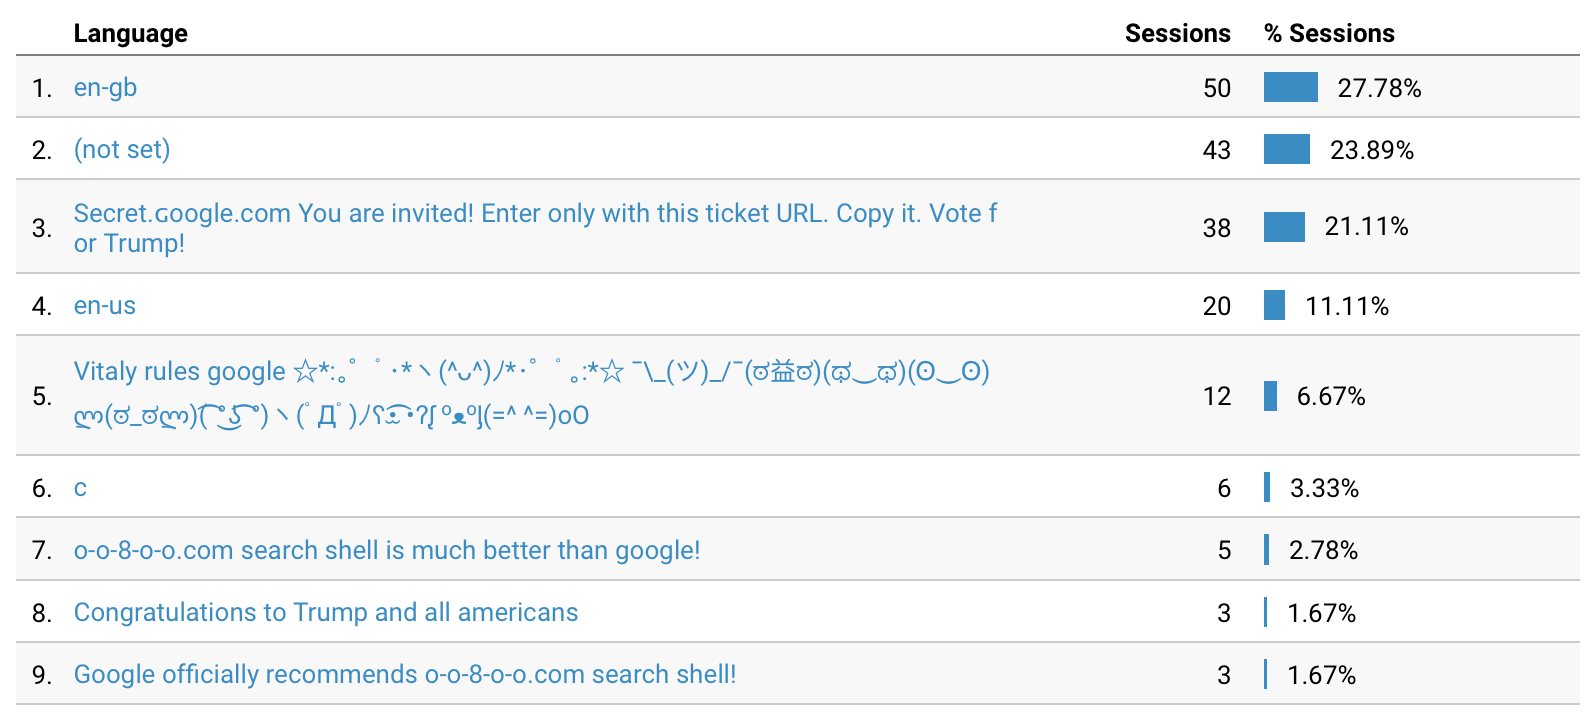 Language Sessions % Sessions
1. en-gb 50 27.78%
2. (not set) 43 23.89%
3. Secret.ɢoogle.com You are invited! Enter only with this ticket URL. Copy it. Vote f
or Trump! 38 21.11%
4. en-us 20 11.11%
5. Vitaly rules google ☆*:｡゜゚･*ヽ(^ᴗ^)ﾉ*･゜゚｡:*☆ ¯\_(ツ)_/¯(ಠ益ಠ)(ಥ‿ಥ)(ʘ‿ʘ)
ლ(ಠ_ಠლ)( ͡° ͜ʖ ͡°)ヽ(ﾟДﾟ)ﾉʕ•̫͡•ʔᶘ ᵒᴥᵒᶅ(=^ ^=)oO 12 6.67%
6. c 6 3.33%
7. o-o-8-o-o.com search shell is much better than google! 5 2.78%
8. Congratulations to Trump and all americans 3 1.67%
9. Google officially recommends o-o-8-o-o.com search shell! 3 1.67%